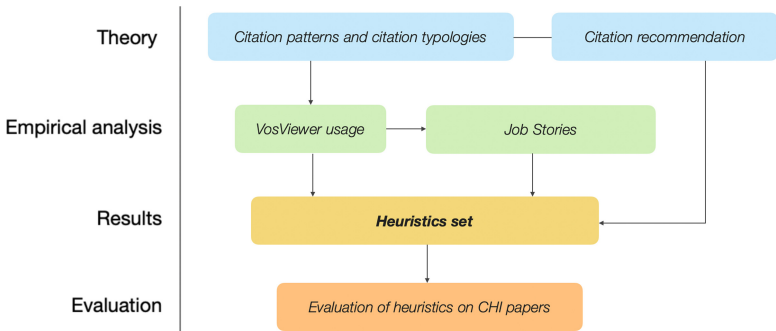 Theory
Citation patterns and citation typologies
Citation recommendation
Empirical analysis
VosViewer usage
Job Stories
Results
Heuristics set
Evaluation
Evaluation of heuristics on CHI papers